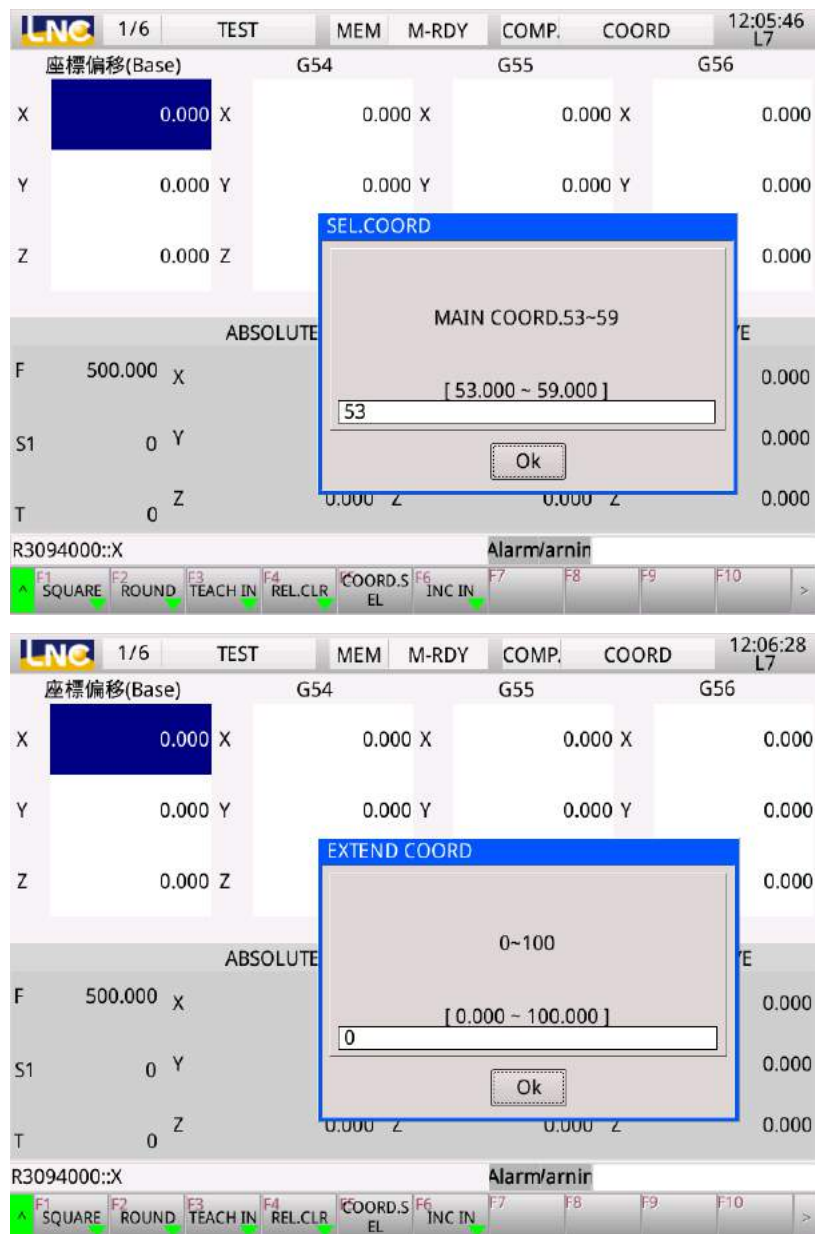 LNC 1/6 TEST MEM M-RDY COMP. COORD 12:05:46 L7
座標偏移(Base) G54 G55 G56
X 0.000 X 0.000 X 0.000 X 0.000
Y 0.000 Y 0.000 Y 0.000 Y 0.000
SEL.COORD
Z 0.000 Z 0.000
MAIN COORD.53~59
ABSOLUTE VE
F 500.000 X [ 53.000 ~ 59.000 ] 0.000
53
S1 0 Y 0.000
Ok
T 0 Z 0.000 Z 0.000 Z 0.000
R3094000::X Alarm/arnin
^ F1 SQUARE F2 ROUND F3 TEACH IN F4 REL.CLR F5 COORD.S EL F6 INC IN F7 F8 F9 F10 >
LNC 1/6 TEST MEM M-RDY COMP. COORD 12:06:28 L7
座標偏移(Base) G54 G55 G56
X 0.000 X 0.000 X 0.000 X 0.000
Y 0.000 Y 0.000 Y 0.000 Y 0.000
EXTEND COORD
Z 0.000 Z 0.000
0~100
ABSOLUTE VE
F 500.000 X [ 0.000 ~ 100.000 ] 0.000
0
S1 0 Y 0.000
Ok
T 0 Z 0.000 Z 0.000 Z 0.000
R3094000::X Alarm/arnin
^ F1 SQUARE F2 ROUND F3 TEACH IN F4 REL.CLR F5 COORD.S EL F6 INC IN F7 F8 F9 F10 >